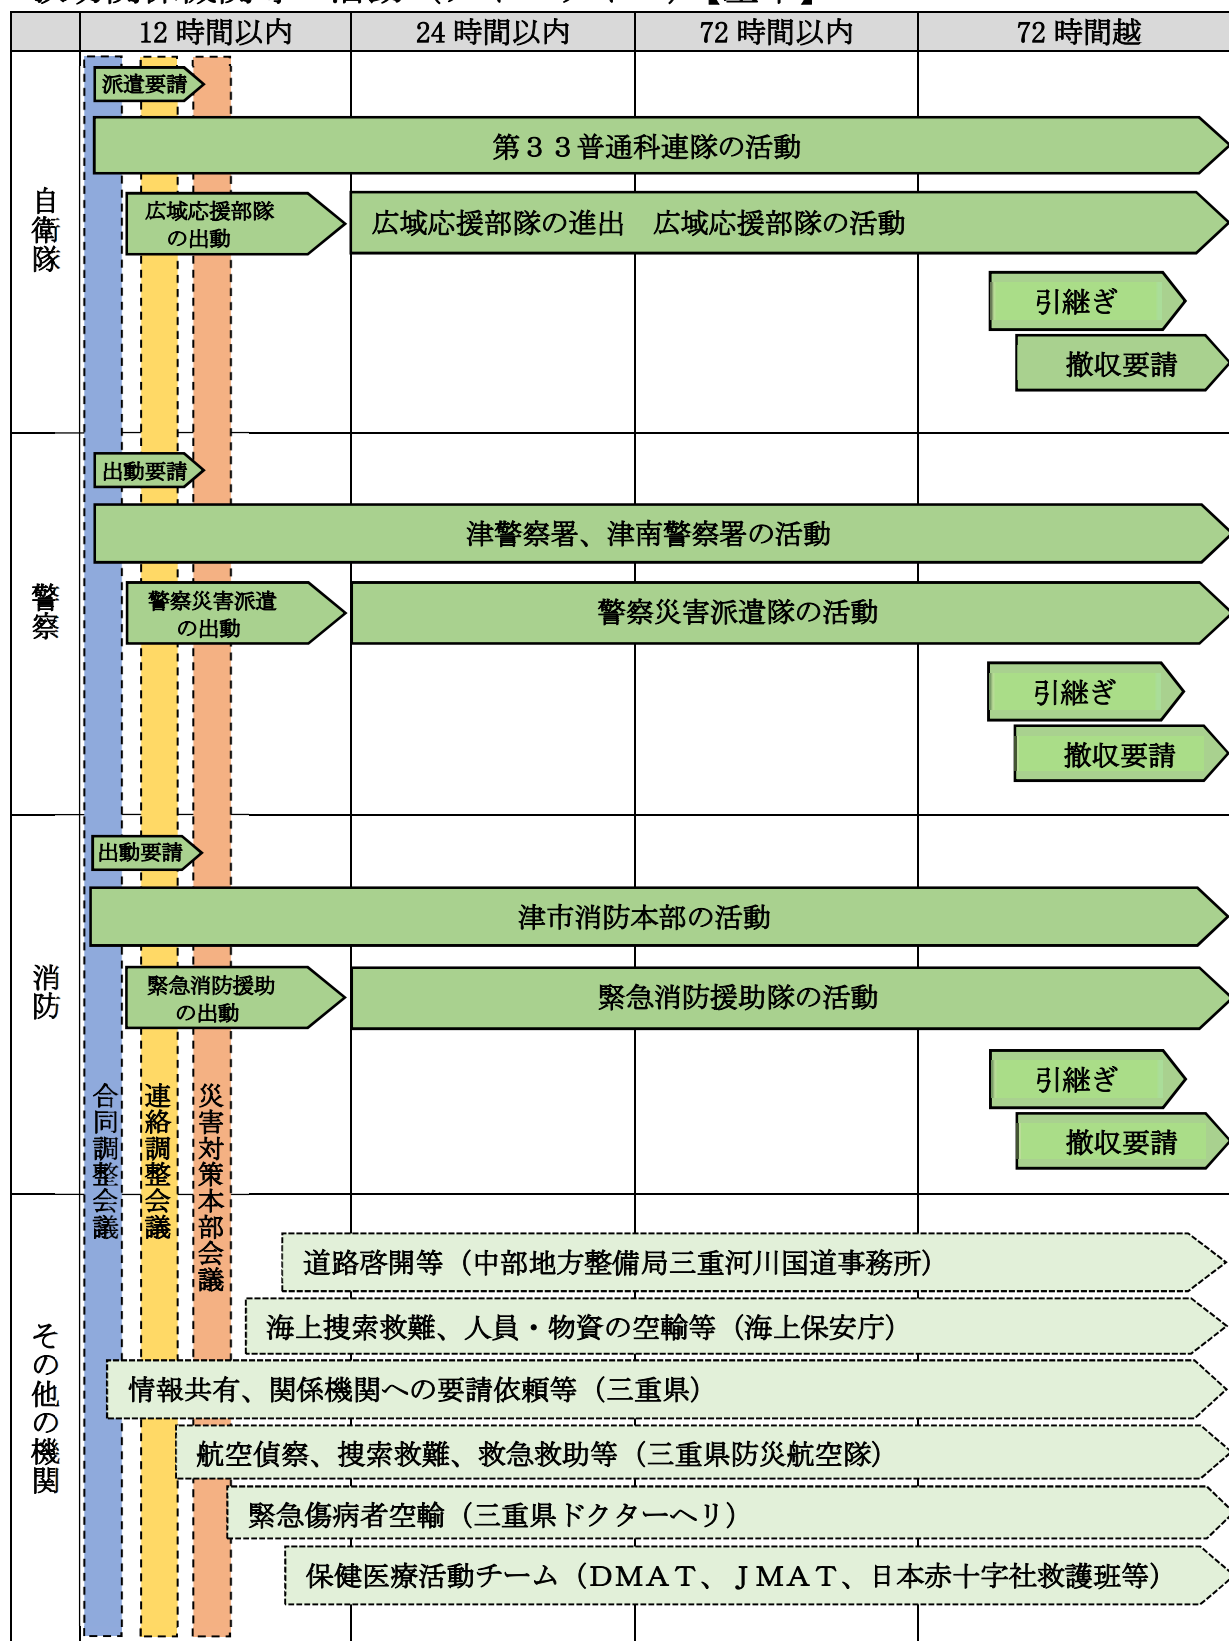 12 時間以内
24 時間以内
72 時間以内
72 時間越
自衛隊
派遣要請
第３３普通科連隊の活動
広域応援部隊
の出動
広域応援部隊の進出　広域応援部隊の活動
引継ぎ
撤収要請
警察
出動要請
津警察署、津南警察署の活動
警察災害派遣
の出動
警察災害派遣隊の活動
引継ぎ
撤収要請
消防
出動要請
津市消防本部の活動
緊急消防援助
の出動
緊急消防援助隊の活動
引継ぎ
撤収要請
合同調整会議
連絡調整会議
災害対策本部会議
その他の機関
道路啓開等（中部地方整備局三重河川国道事務所）
海上捜索救難、人員・物資の空輸等（海上保安庁）
情報共有、関係機関への要請依頼等（三重県）
航空偵察、捜索救難、救急救助等（三重県防災航空隊）
緊急傷病者空輸（三重県ドクターヘリ）
保健医療活動チーム（ＤＭＡＴ、ＪＭＡＴ、日本赤十字社救護班等）